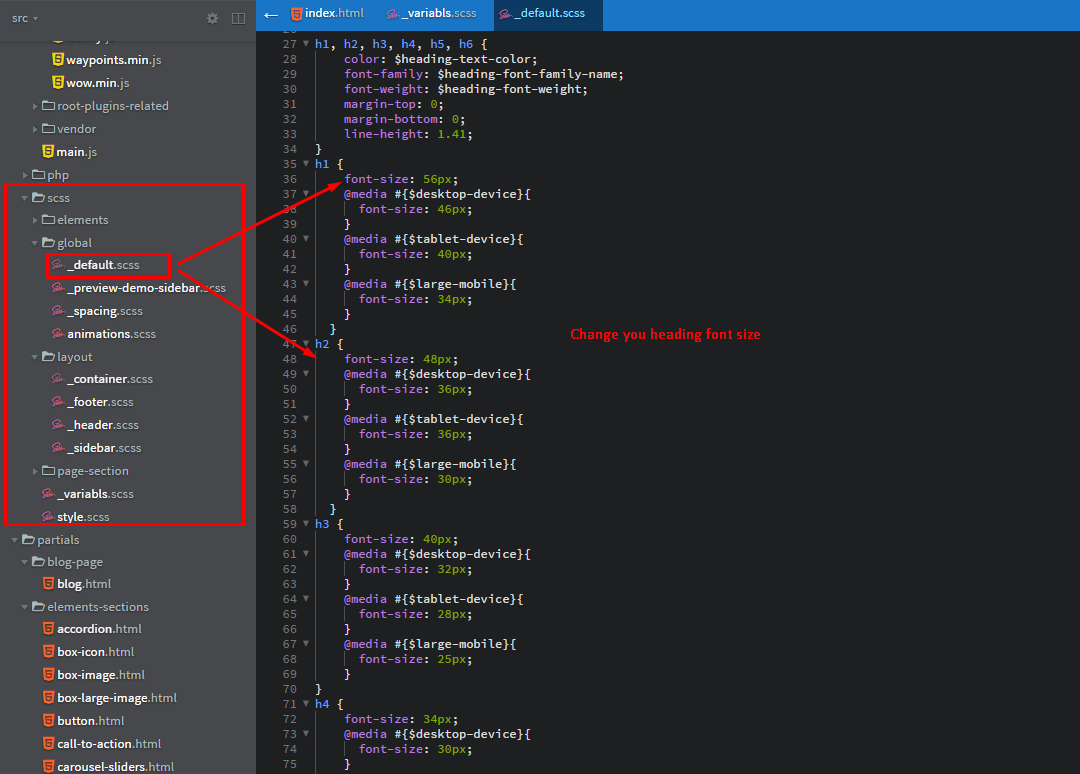 src
waypoints.min.js
wow.min.js
root-plugins-related
vendor
main.js
php
scss
elements
global
_default.scss
_preview-demo-sidebar.scss
_spacing.scss
animations.scss
layout
_container.scss
_footer.scss
_header.scss
_sidebar.scss
page-section
_variabls.scss
style.scss
partials
blog-page
blog.html
elements-sections
accordion.html
box-icon.html
box-image.html
box-large-image.html
button.html
call-to-action.html
carousel-sliders.html
index.html
_variabls.scss
_default.scss
27 h1, h2, h3, h4, h5, h6 {
28 color: $heading-text-color;
29 font-family: $heading-font-family-name;
30 font-weight: $heading-font-weight;
31 margin-top: 0;
32 margin-bottom: 0;
33 line-height: 1.41;
34 }
35 h1 {
36 font-size: 56px;
37 @media #{$desktop-device}{
38 font-size: 46px;
39 }
40 @media #{$tablet-device}{
41 font-size: 40px;
42 }
43 @media #{$large-mobile}{
44 font-size: 34px;
45 }
46 }
47 h2 {
48 font-size: 48px;
49 @media #{$desktop-device}{
50 font-size: 36px;
51 }
52 @media #{$tablet-device}{
53 font-size: 36px;
54 }
55 @media #{$large-mobile}{
56 font-size: 30px;
57 }
58 }
59 h3 {
60 font-size: 40px;
61 @media #{$desktop-device}{
62 font-size: 32px;
63 }
64 @media #{$tablet-device}{
65 font-size: 28px;
66 }
67 @media #{$large-mobile}{
68 font-size: 25px;
69 }
70 }
71 h4 {
72 font-size: 34px;
73 @media #{$desktop-device}{
74 font-size: 30px;
75 }
Change you heading font size